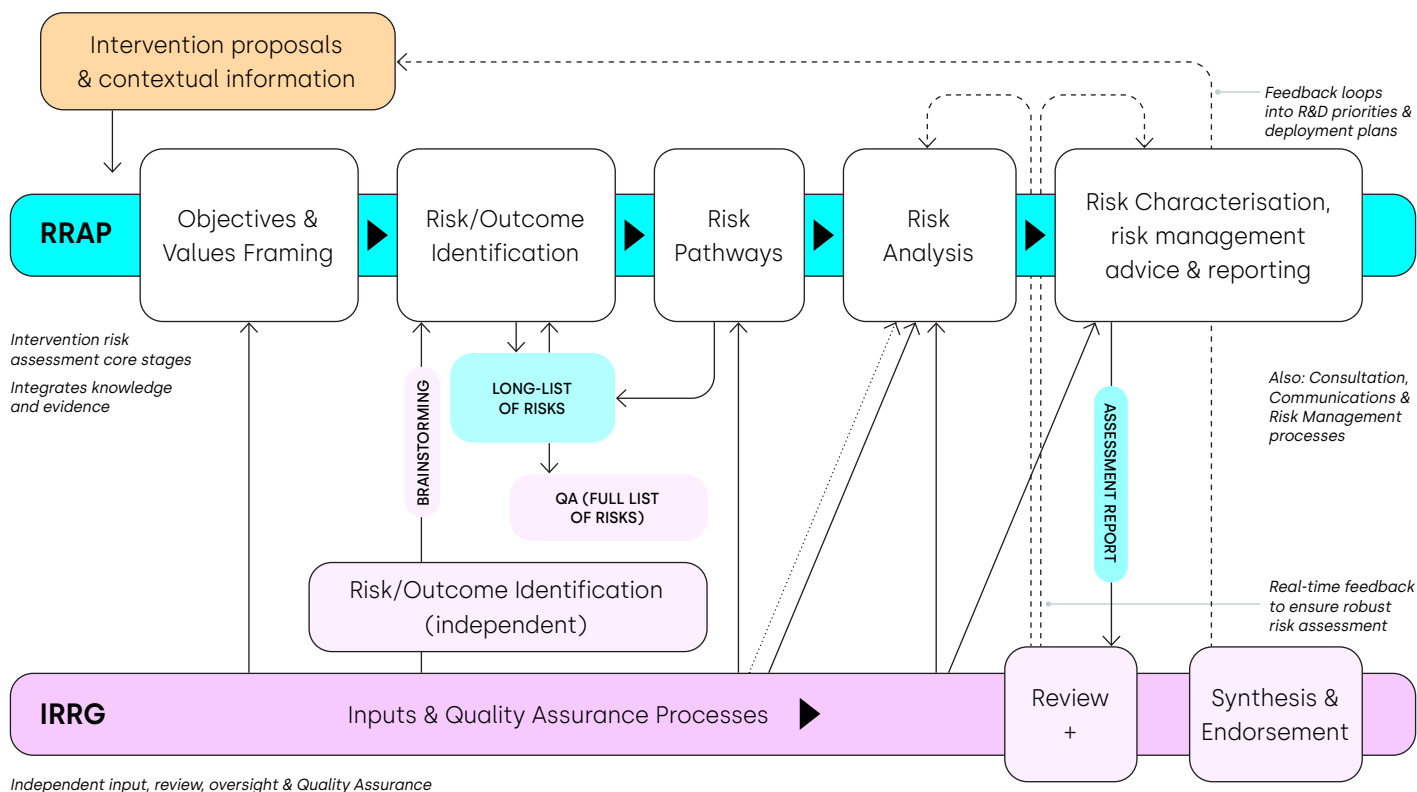 Intervention proposals
& contextual information
Feedback loops
into R&D priorities &
deployment plans
RRAP
Objectives &
Values Framing
Risk/Outcome
Identification
Risk
Pathways
Risk
Analysis
Risk Characterisation,
risk management
advice & reporting
Intervention risk
assessment core stages
Integrates knowledge
and evidence
BRAINSTORMING
LONG-LIST
OF RISKS
QA (FULL LIST
OF RISKS)
ASSESSMENT REPORT
Also: Consultation,
Communications &
Risk Management
processes
Risk/Outcome Identification
(independent)
Real-time feedback
to ensure robust
risk assessment
IRRG
Inputs & Quality Assurance Processes
Review
+
Synthesis &
Endorsement
Independent input, review, oversight & Quality Assurance